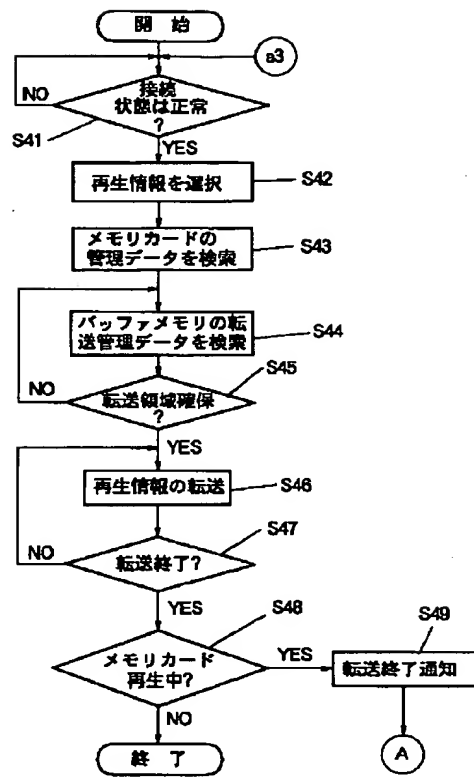 開 始
a3
接続
状態は正常
?
NO
S41
YES
再生情報を選択
S42
メモリカードの
管理データを検索
S43
バッファメモリの転
送管理データを検索
S44
S45
NO
転送領域確保
?
YES
再生情報の転送
S46
S47
NO
転送終了?
YES
S48
S49
メモリカード
再生中?
YES
転送終了通知
NO
終 了
A